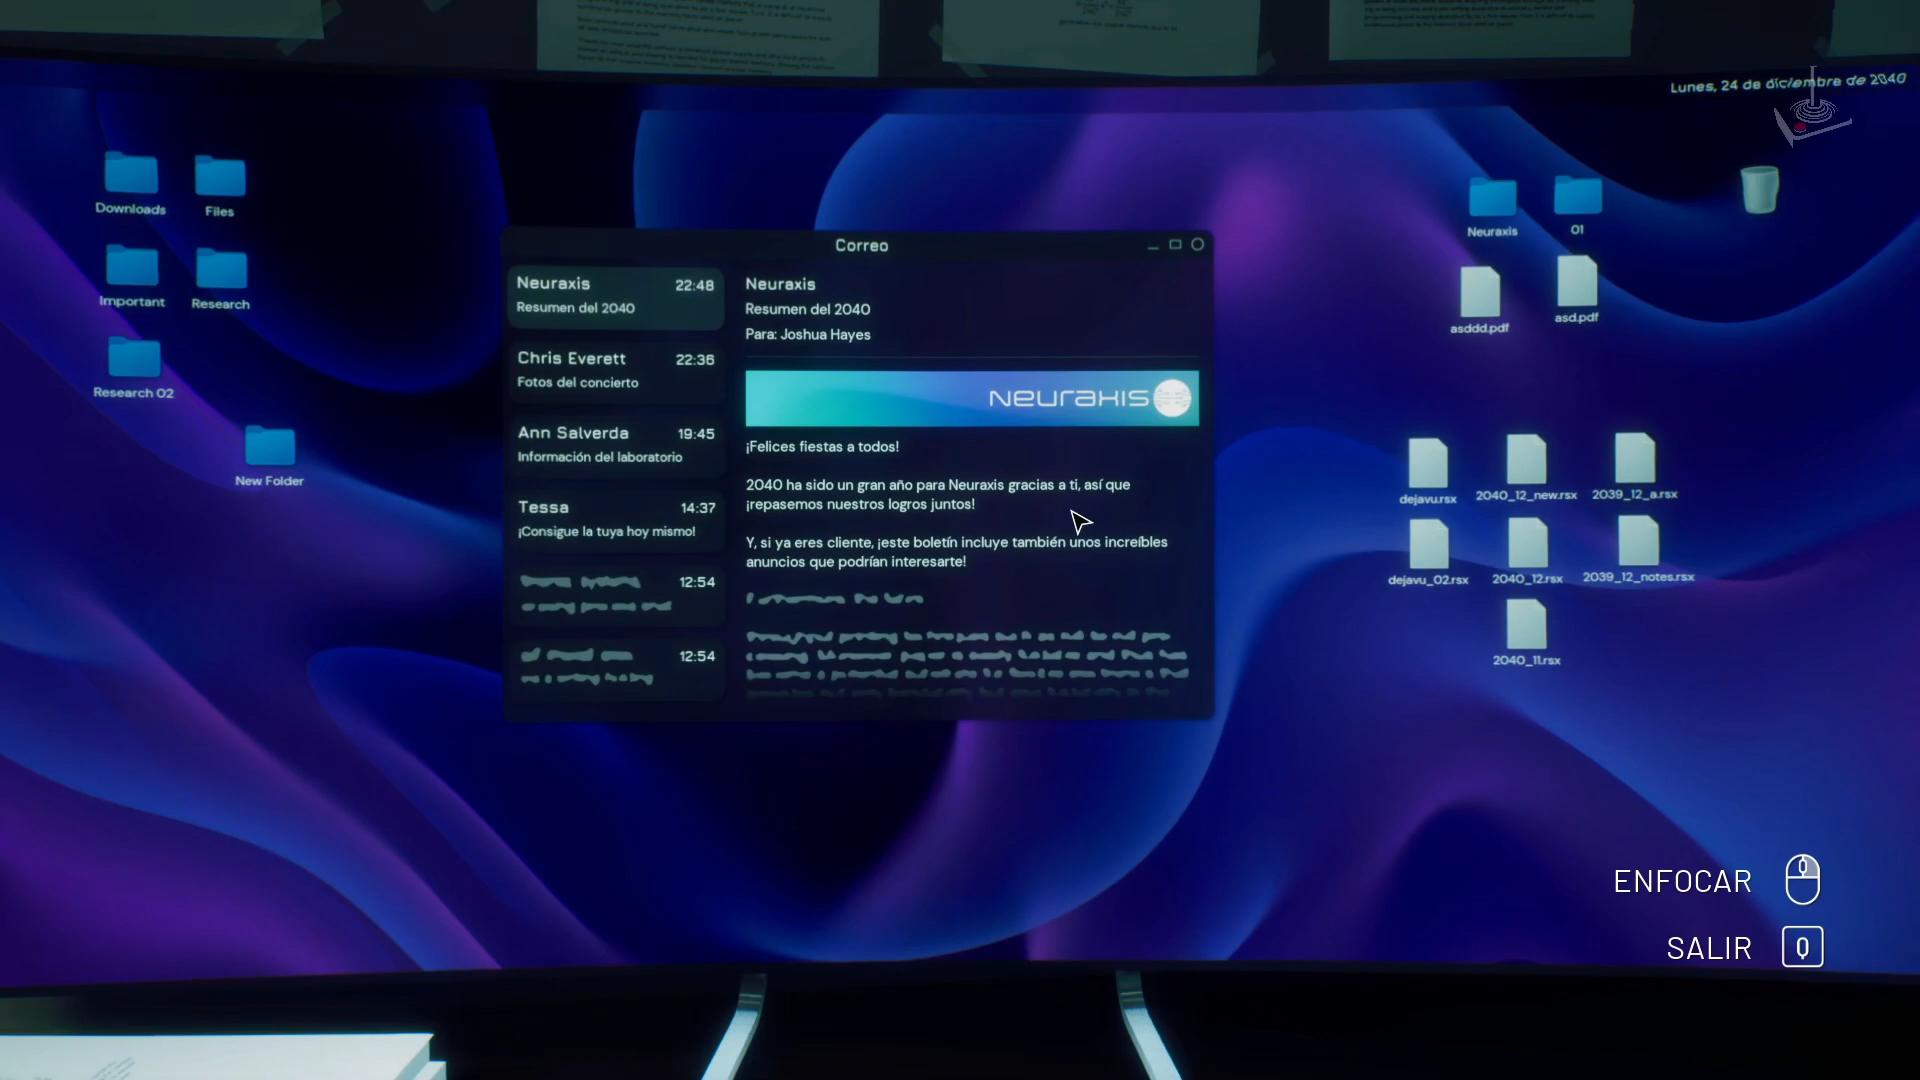 Lunes, 24 de diciembre de 2040
Downloads
Files
Important
Research
Research 02
New Folder
Correo
Neuraxis 22:48
Resumen del 2040
Chris Everett 22:36
Fotos del concierto
Ann Salverda 19:45
Información del laboratorio
Tessa 14:37
¡Consigue la tuya hoy mismo!
12:54
12:54
Neuraxis
Resumen del 2040
Para: Joshua Hayes
Neuraxis
¡Felices fiestas a todos!
2040 ha sido un gran año para Neuraxis gracias a ti, así que
¡repasemos nuestros logros juntos!
Y, si ya eres cliente, ¡este boletín incluye también unos increíbles
anuncios que podrían interesarte!
Neuraxis
01
asddd.pdf
asd.pdf
dejavu.rsx
2040_12_new.rsx
2039_12_a.rsx
dejavu_02.rsx
2040_12.rsx
2039_12_notes.rsx
2040_11.rsx
ENFOCAR
SALIR Q